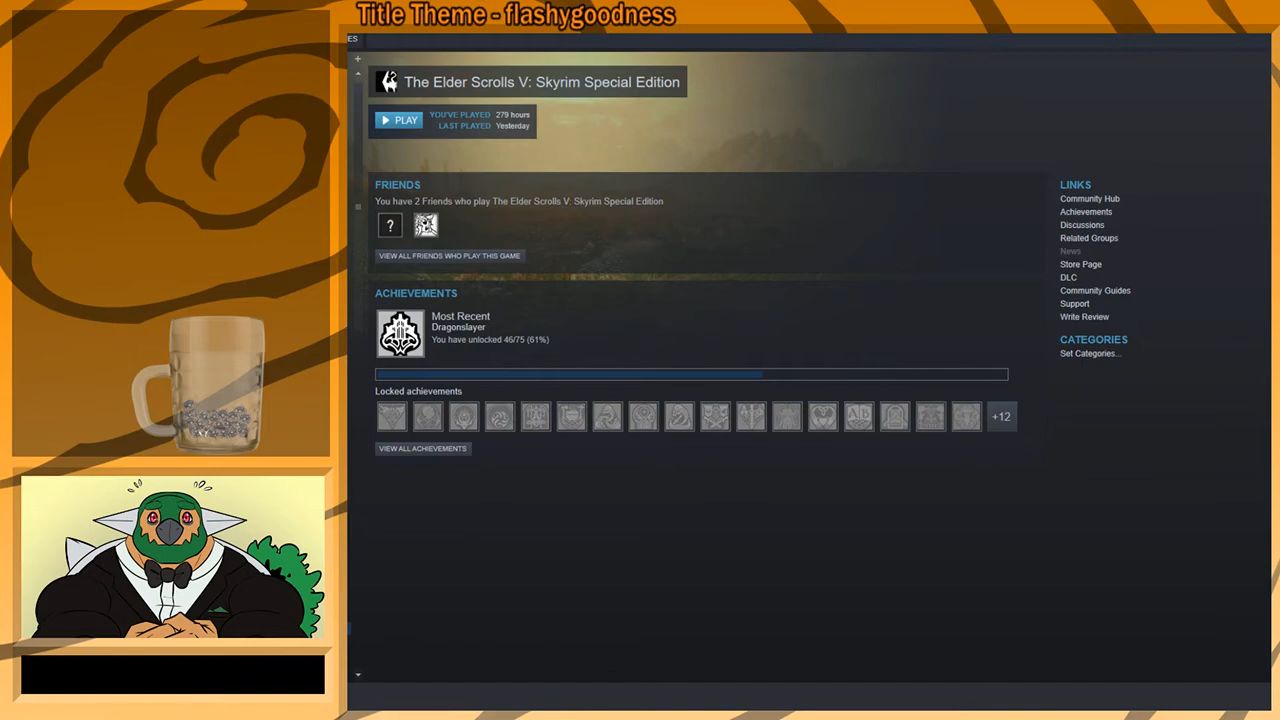 Title Theme - flashygoodness
ES
The Elder Scrolls V: Skyrim Special Edition
PLAY
YOU'VE PLAYED 279 hours
LAST PLAYED Yesterday
FRIENDS
You have 2 Friends who play The Elder Scrolls V: Skyrim Special Edition
?
VIEW ALL FRIENDS WHO PLAY THIS GAME
ACHIEVEMENTS
Most Recent
Dragonslayer
You have unlocked 46/75 (61%)
Locked achievements
+12
VIEW ALL ACHIEVEMENTS
LINKS
Community Hub
Achievements
Discussions
Related Groups
News
Store Page
DLC
Community Guides
Support
Write Review
CATEGORIES
Set Categories...